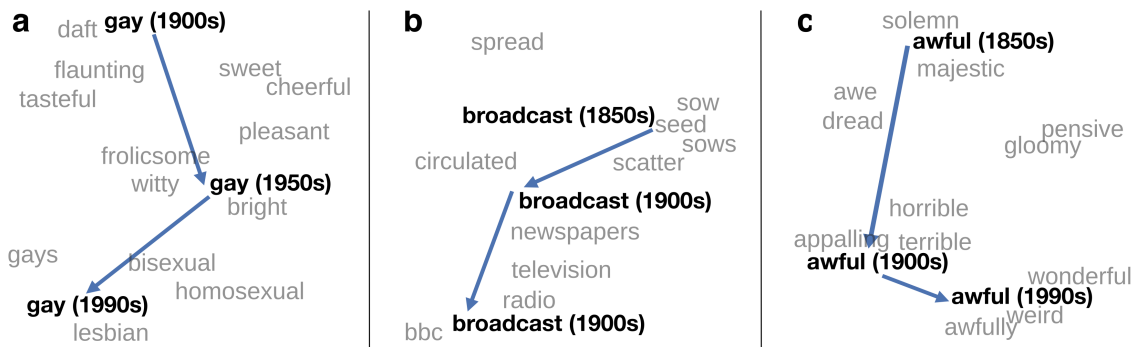 a
daft gay (1900s)
flaunting
sweet
cheerful
tasteful
pleasant
frolicsome
witty
gay (1950s)
bright
gays
bisexual
homosexual
gay (1990s)
lesbian
b
spread
broadcast (1850s)
sow
seed
sows
circulated
scatter
broadcast (1900s)
newspapers
television
radio
bbc broadcast (1900s)
c
solemn
awful (1850s)
majestic
awe
dread
pensive
gloomy
horrible
appalling terrible
awful (1900s)
wonderful
awful (1990s)
weird
awfully